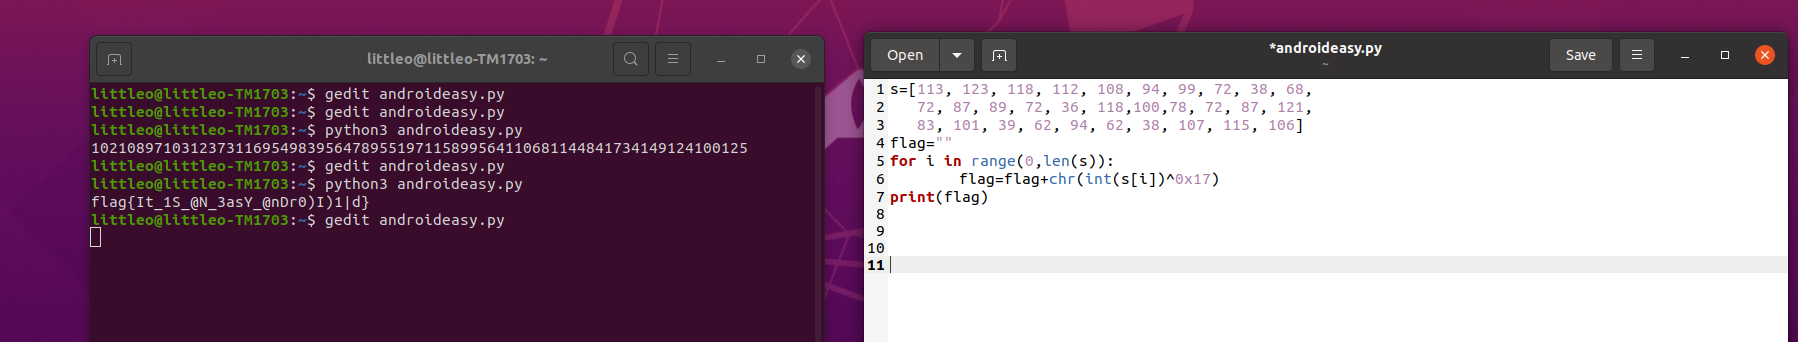 littleo@littleo-TM1703: ~
littleo@littleo-TM1703:~$ gedit androideasy.py
littleo@littleo-TM1703:~$ gedit androideasy.py
littleo@littleo-TM1703:~$ python3 androideasy.py
1021089710312373116954983956478955197115899564110681144841734149124100125
littleo@littleo-TM1703:~$ gedit androideasy.py
littleo@littleo-TM1703:~$ python3 androideasy.py
flag{It_1S_@N_3asY_@nDr0)I)1|d}
littleo@littleo-TM1703:~$ gedit androideasy.py
Open
*androideasy.py
~
Save
1 s=[113, 123, 118, 112, 108, 94, 99, 72, 38, 68,
2 72, 87, 89, 72, 36, 118,100,78, 72, 87, 121,
3 83, 101, 39, 62, 94, 62, 38, 107, 115, 106]
4 flag=""
5 for i in range(0,len(s)):
6 flag=flag+chr(int(s[i])^0x17)
7 print(flag)
8
9
10
11